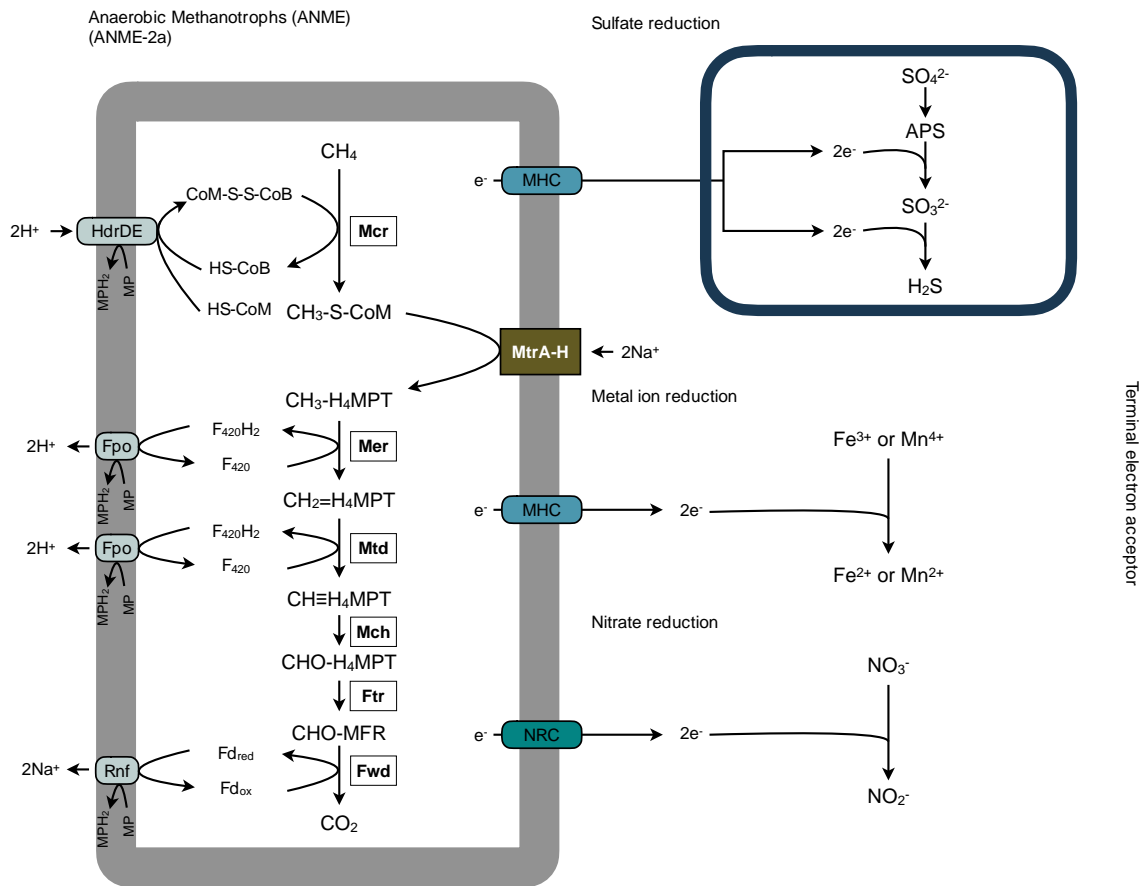 Anaerobic Methanotrophs (ANME)
(ANME-2a)
Sulfate reduction
SO₄²⁻
APS
2e⁻
SO₃²⁻
2e⁻
H₂S
CH₄
e⁻ MHC
CoM-S-S-CoB
2H⁺ HdrDE
Mcr
MPH₂ MP
HS-CoB
HS-CoM
CH₃-S-CoM
MtrA-H
2Na⁺
Metal ion reduction
CH₃-H₄MPT
F₄₂₀H₂
2H⁺ Fpo
Mer
F₄₂₀
MPH₂ MP
Fe³⁺ or Mn⁴⁺
CH₂=H₄MPT
e⁻ MHC 2e⁻
F₄₂₀H₂
2H⁺ Fpo
Mtd
F₄₂₀
MPH₂ MP
Fe²⁺ or Mn²⁺
CH≡H₄MPT
Mch
Nitrate reduction
CHO-H₄MPT
NO₃⁻
Ftr
CHO-MFR
e⁻ NRC 2e⁻
Fd_red
2Na⁺ Rnf
Fwd
Fd_ox
MPH₂ MP
NO₂⁻
CO₂
Terminal electron acceptor